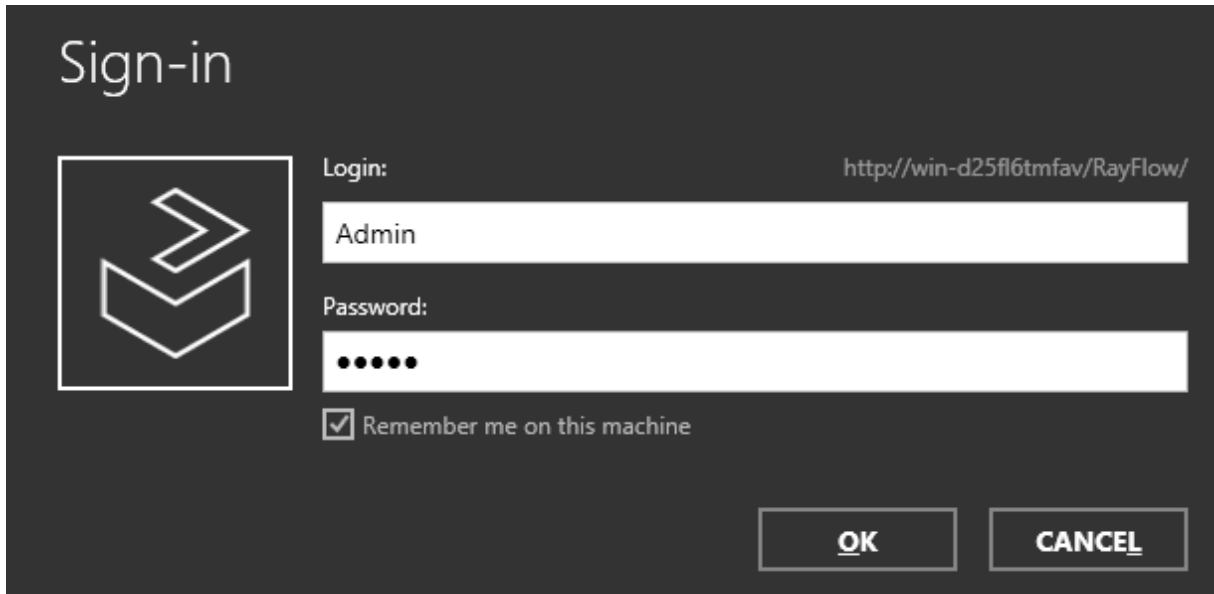 Sign-in
Login: http://win-d25fl6tmfav/RayFlow/
Admin
Password:
•••••
Remember me on this machine
OK CANCEL